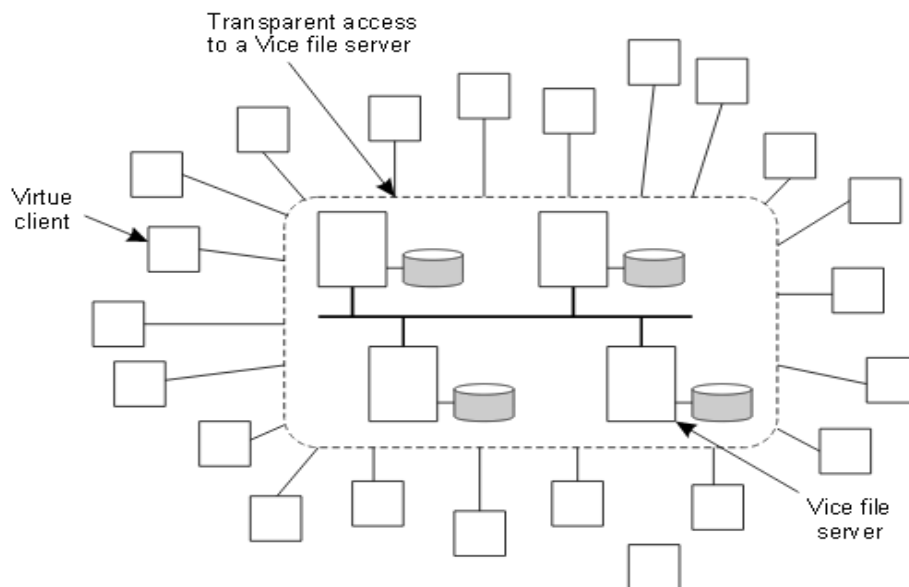 Transparent access
to a Vice file server
Virtue
client
Vice file
server